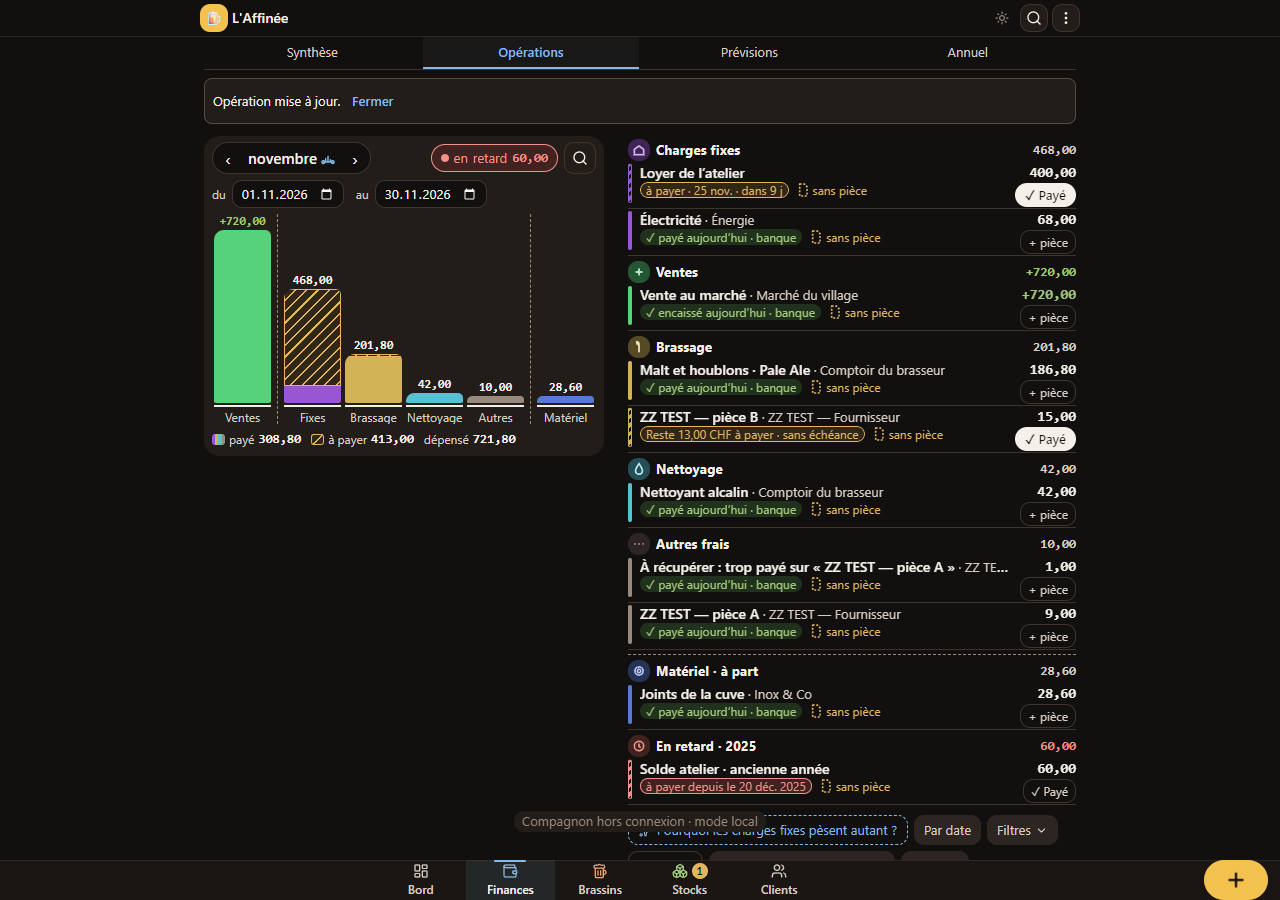 L'Affinée
Synthèse
Opérations
Prévisions
Annuel
Opération mise à jour. Fermer
‹ novembre ›
en retard 60,00
du 01.11.2026 au 30.11.2026
+720,00
468,00
201,80
42,00
10,00
28,60
Ventes
Fixes
Brassage
Nettoyage
Autres
Matériel
payé 308,80 à payer 413,00 dépensé 721,80
Charges fixes 468,00
Loyer de l’atelier 400,00
à payer · 25 nov. · dans 9 j sans pièce ✓ Payé
Électricité · Énergie 68,00
✓ payé aujourd’hui · banque sans pièce + pièce
Ventes +720,00
Vente au marché · Marché du village +720,00
✓ encaissé aujourd’hui · banque sans pièce + pièce
Brassage 201,80
Malt et houblons · Pale Ale · Comptoir du brasseur 186,80
✓ payé aujourd’hui · banque sans pièce + pièce
ZZ TEST — pièce B · ZZ TEST — Fournisseur 15,00
Reste 13,00 CHF à payer · sans échéance sans pièce ✓ Payé
Nettoyage 42,00
Nettoyant alcalin · Comptoir du brasseur 42,00
✓ payé aujourd’hui · banque sans pièce + pièce
Autres frais 10,00
À récupérer : trop payé sur « ZZ TEST — pièce A » · ZZ TE... 1,00
✓ payé aujourd’hui · banque sans pièce + pièce
ZZ TEST — pièce A · ZZ TEST — Fournisseur 9,00
✓ payé aujourd’hui · banque sans pièce + pièce
Matériel · à part 28,60
Joints de la cuve · Inox & Co 28,60
✓ payé aujourd’hui · banque sans pièce + pièce
En retard · 2025 60,00
Solde atelier · ancienne année 60,00
à payer depuis le 20 déc. 2025 sans pièce ✓ Payé
Compagnon hors connexion · mode local
Pourquoi les charges fixes pèsent autant ? Par date Filtres
Bord
Finances
Brassins
Stocks 1
Clients
+